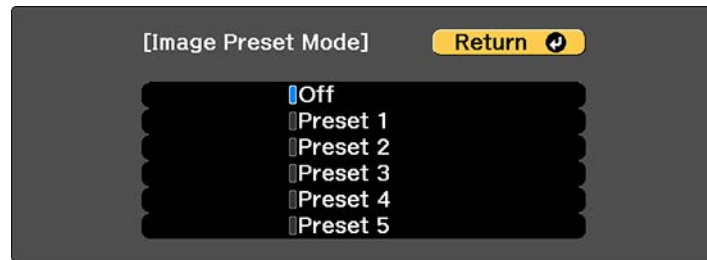 [Image Preset Mode]
Return
Off
Preset 1
Preset 2
Preset 3
Preset 4
Preset 5